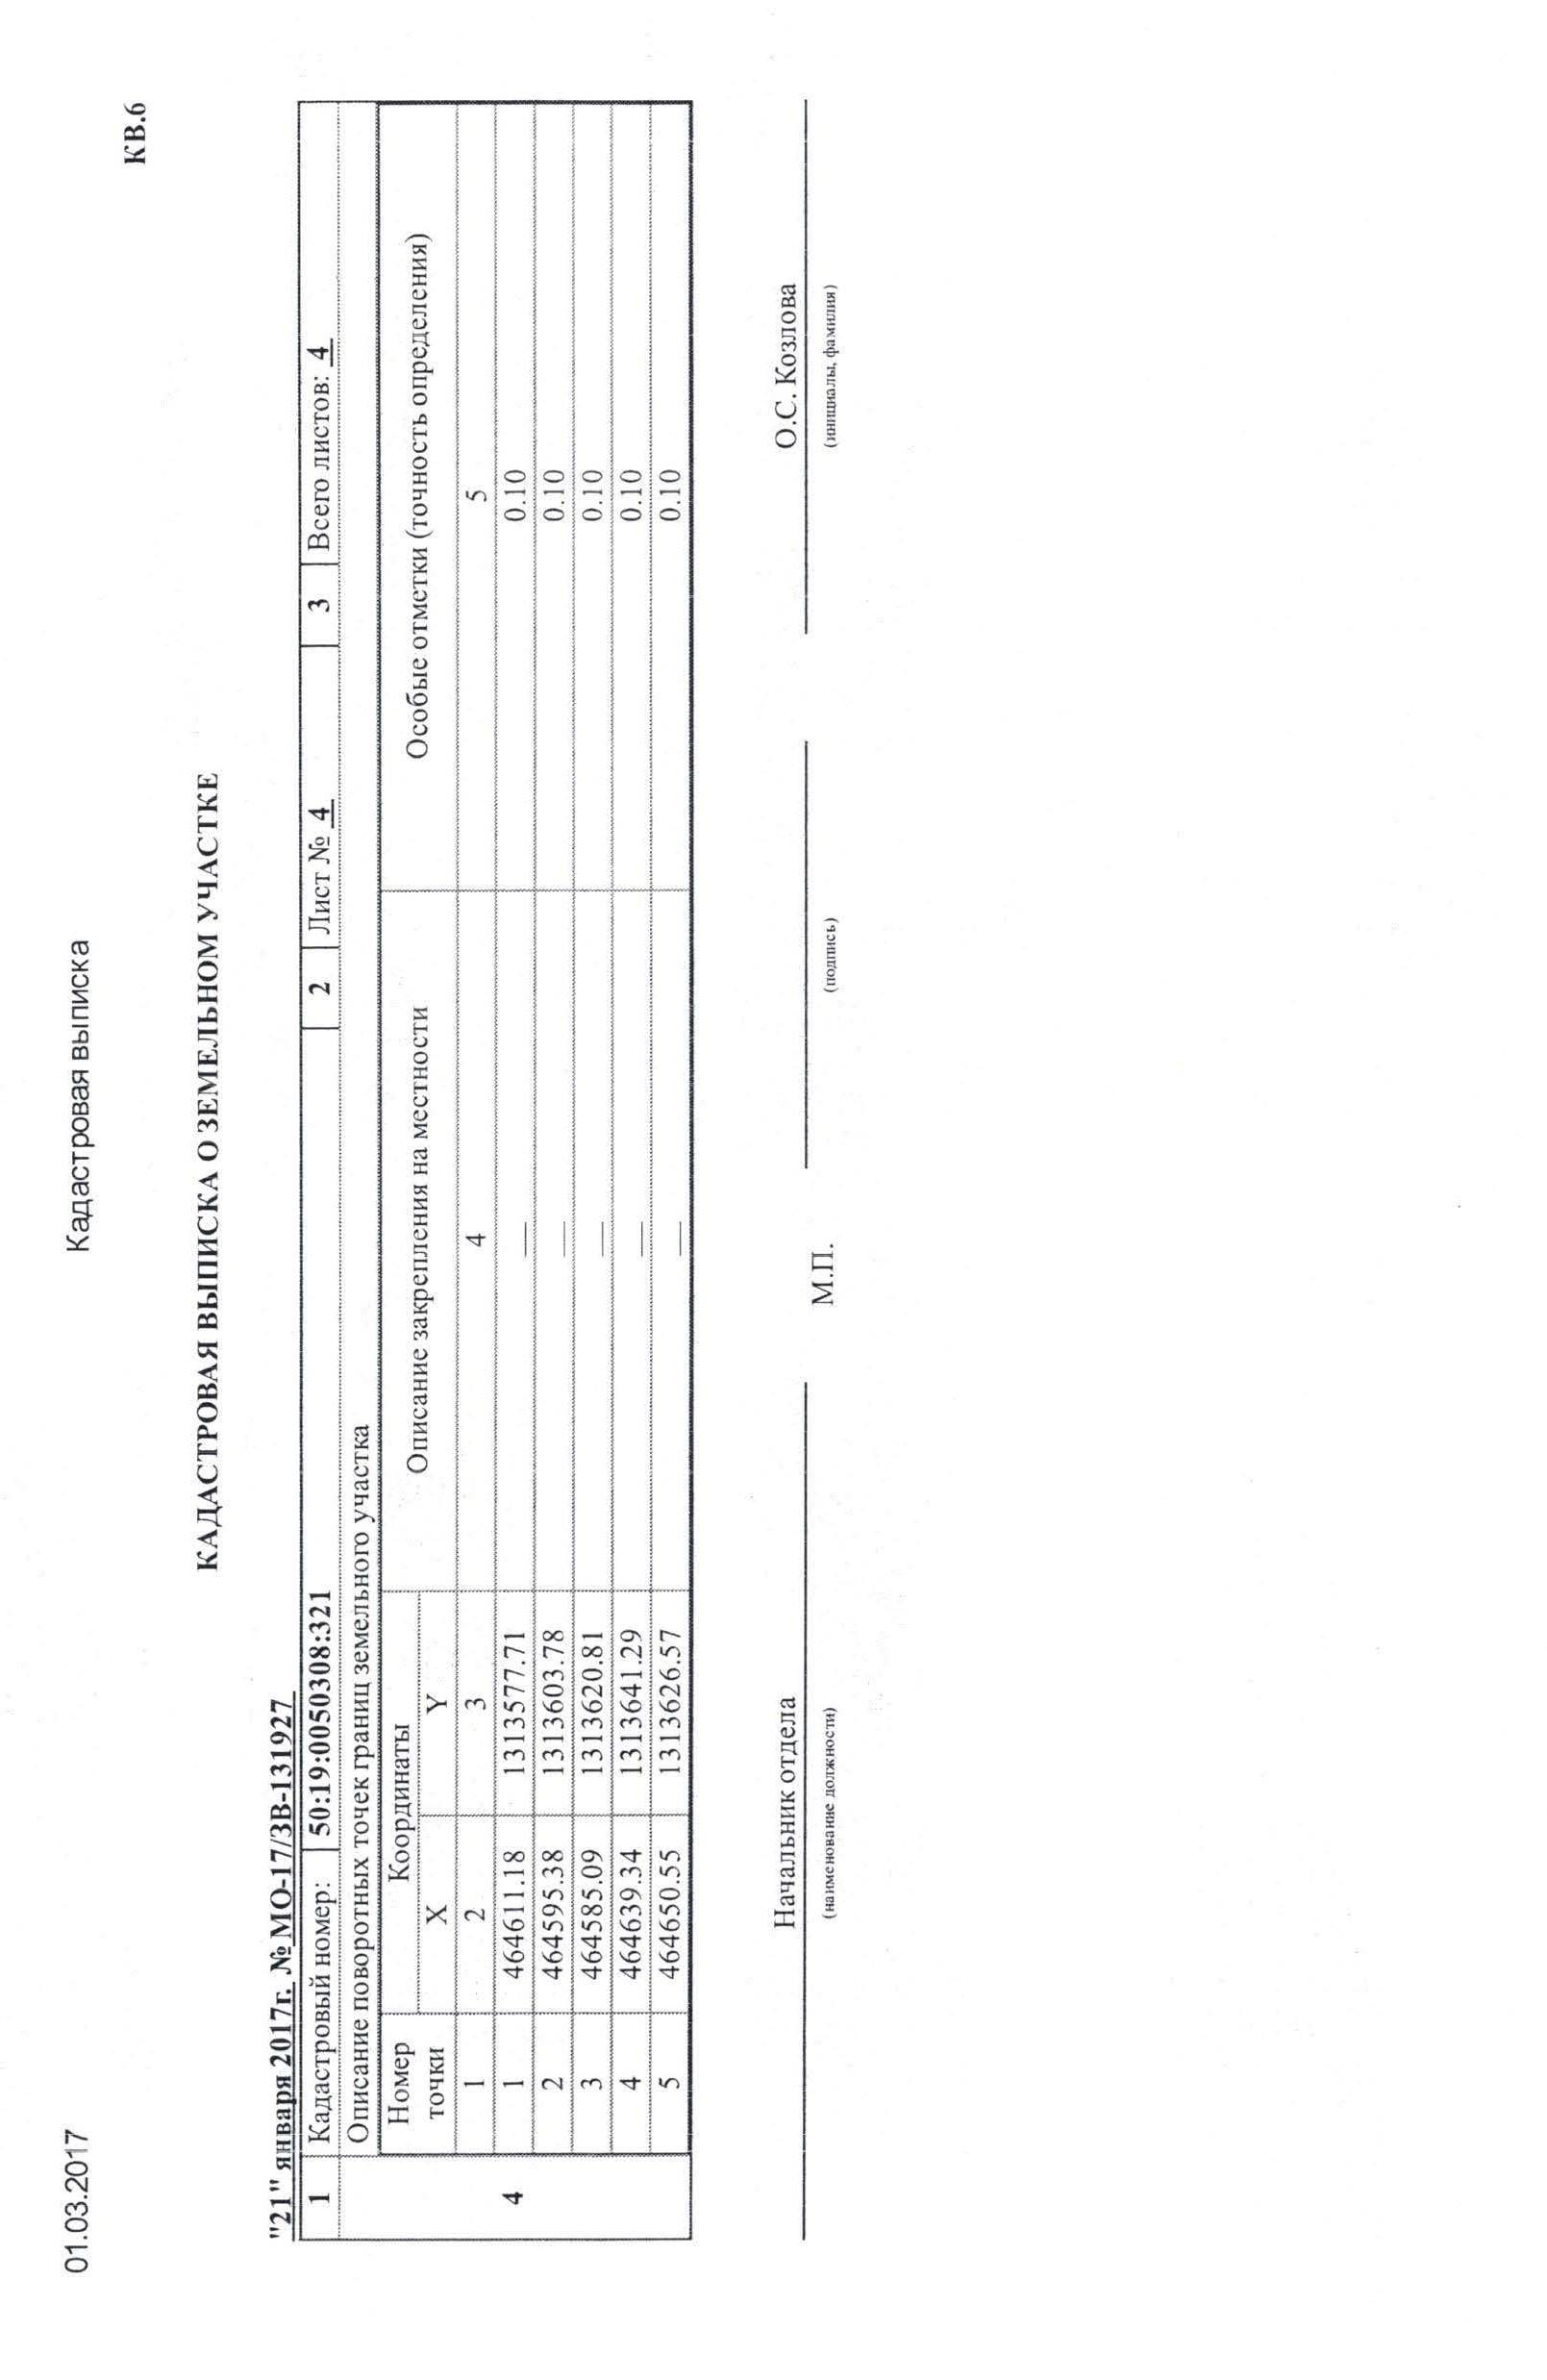 01.03.2017 Кадастровая выписка
КВ.6
КАДАСТРОВАЯ ВЫПИСКА О ЗЕМЕЛЬНОМ УЧАСТКЕ
"21" января 2017г. № МО-17/ЗВ-131927
1 Кадастровый номер: 50:19:0050308:321 2 Лист № 4 3 Всего листов: 4
Описание поворотных точек границ земельного участка
Номер точки Координаты Описание закрепления на местности Особые отметки (точность определения)
X Y
1 2 3 4 5
4 1 464611.18 1313577.71 — 0.10
2 464595.38 1313603.78 — 0.10
3 464585.09 1313620.81 — 0.10
4 464639.34 1313641.29 — 0.10
5 464650.55 1313626.57 — 0.10
Начальник отдела О.С. Козлова
(наименование должности) М.П. (подпись) (инициалы, фамилия)